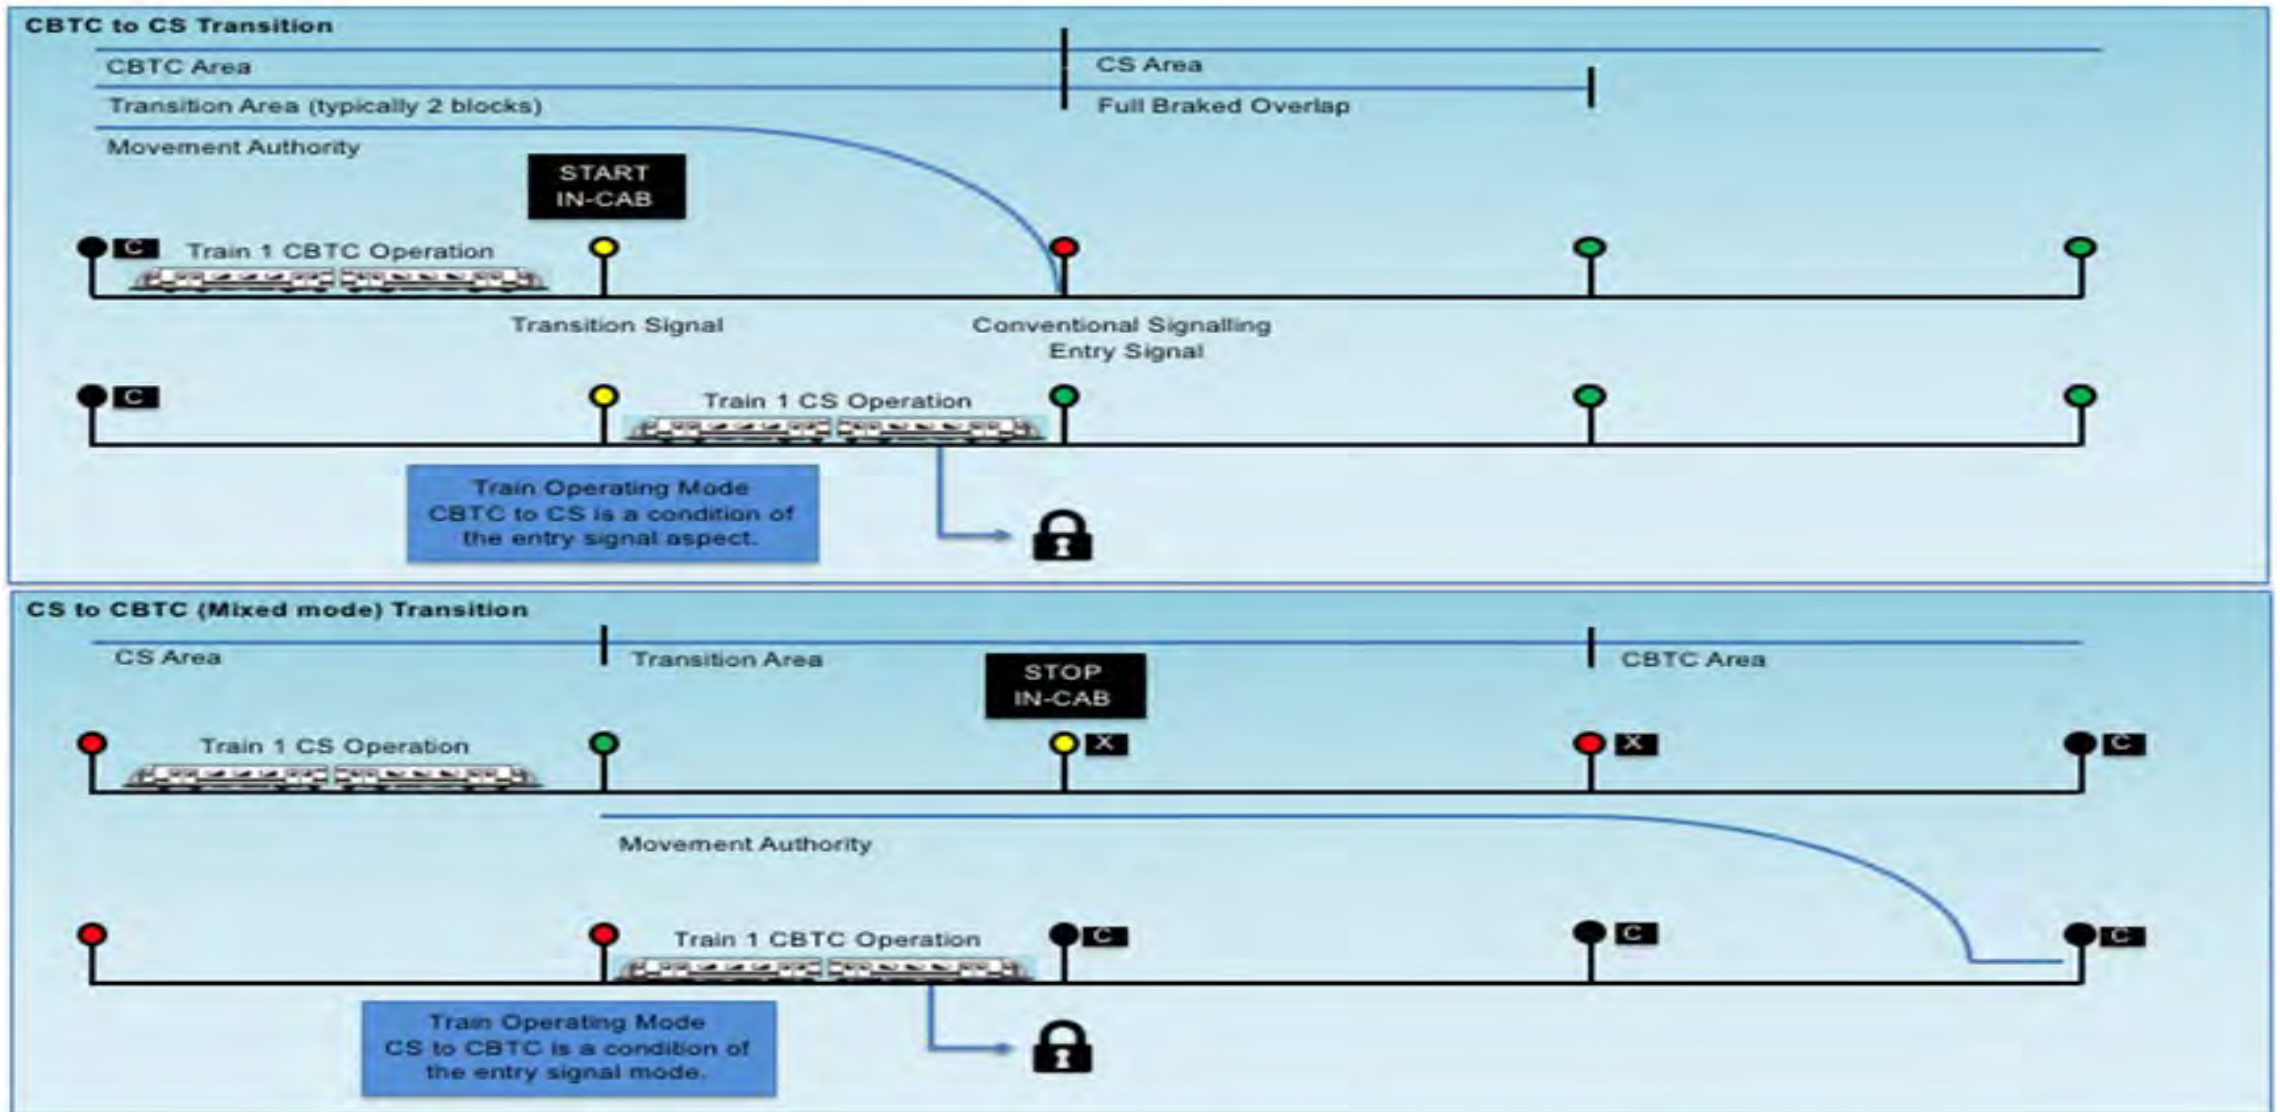 CBTC to CS Transition
CBTC Area
CS Area
Transition Area (typically 2 blocks)
Full Braked Overlap
Movement Authority
START
IN-CAB
C
Train 1 CBTC Operation
Transition Signal
Conventional Signalling
Entry Signal
C
Train 1 CS Operation
Train Operating Mode
CBTC to CS is a condition of
the entry signal aspect.
CS to CBTC (Mixed mode) Transition
CS Area
Transition Area
CBTC Area
STOP
IN-CAB
Train 1 CS Operation
X
X
C
Movement Authority
Train 1 CBTC Operation
C
C
C
Train Operating Mode
CS to CBTC is a condition of
the entry signal mode.